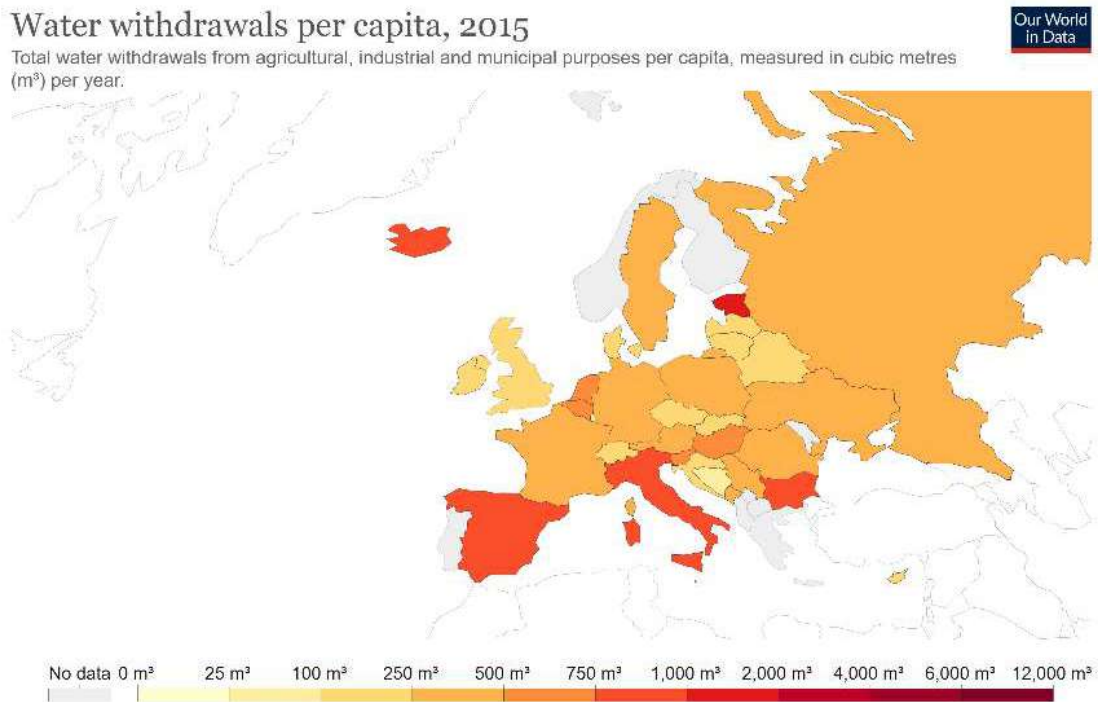 Water withdrawals per capita, 2015
Our World
in Data
Total water withdrawals from agricultural, industrial and municipal purposes per capita, measured in cubic metres
(m³) per year.
No data 0 m³ 25 m³ 100 m³ 250 m³ 500 m³ 750 m³ 1,000 m³ 2,000 m³ 4,000 m³ 6,000 m³ 12,000 m³